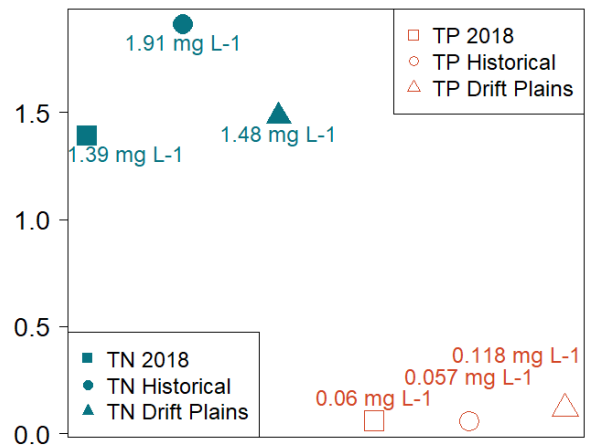 1.91 mg L-1
TP 2018
TP Historical
TP Drift Plains
1.5
1.48 mg L-1
1.39 mg L-1
1.0
0.5
TN 2018
TN Historical
TN Drift Plains
0.118 mg L-1
0.057 mg L-1
0.06 mg L-1
0.0